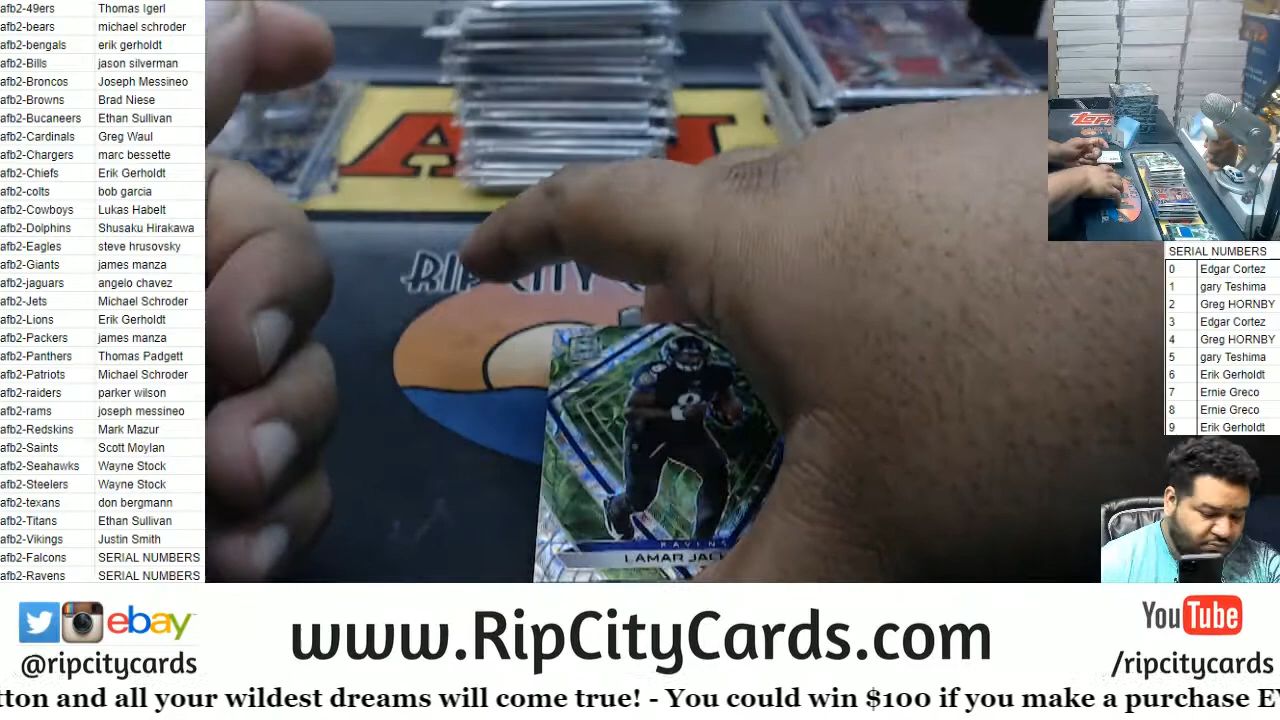 afb2-49ers Thomas Igerl
afb2-bears michael schroder
afb2-bengals erik gerholdt
afb2-Bills jason silverman
afb2-Broncos Joseph Messineo
afb2-Browns Brad Niese
afb2-Bucaneers Ethan Sullivan
afb2-Cardinals Greg Waul
afb2-Chargers marc bessette
afb2-Chiefs Erik Gerholdt
afb2-colts bob garcia
afb2-Cowboys Lukas Habelt
afb2-Dolphins Shusaku Hirakawa
afb2-Eagles steve hrusovsky
afb2-Giants james manza
afb2-jaguars angelo chavez
afb2-Jets Michael Schroder
afb2-Lions Erik Gerholdt
afb2-Packers james manza
afb2-Panthers Thomas Padgett
afb2-Patriots Michael Schroder
afb2-raiders parker wilson
afb2-rams joseph messineo
afb2-Redskins Mark Mazur
afb2-Saints Scott Moylan
afb2-Seahawks Wayne Stock
afb2-Steelers Wayne Stock
afb2-texans don bergmann
afb2-Titans Ethan Sullivan
afb2-Vikings Justin Smith
afb2-Falcons SERIAL NUMBERS
afb2-Ravens SERIAL NUMBERS
RIP CITY
8
RAVENS
LAMAR JACK
TOPPS
SERIAL NUMBERS
0 Edgar Cortez
1 gary Teshima
2 Greg HORNBY
3 Edgar Cortez
4 Greg HORNBY
5 gary Teshima
6 Erik Gerholdt
7 Ernie Greco
8 Ernie Greco
9 Erik Gerholdt
ebay
@ripcitycards
www.RipCityCards.com
YouTube
/ripcitycards
tton and all your wildest dreams will come true! - You could win $100 if you make a purchase EV